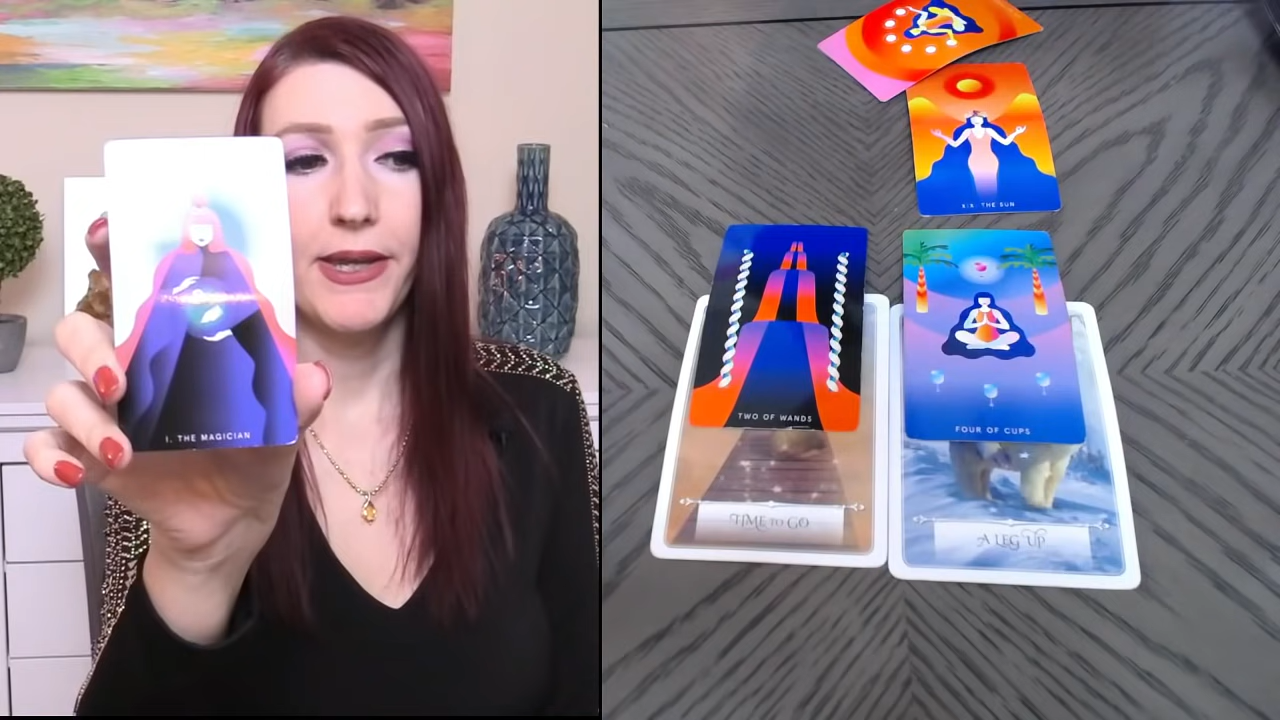 I. THE MAGICIAN
XIX. THE SUN
TWO OF WANDS
FOUR OF CUPS
TIME TO GO
A LEG UP